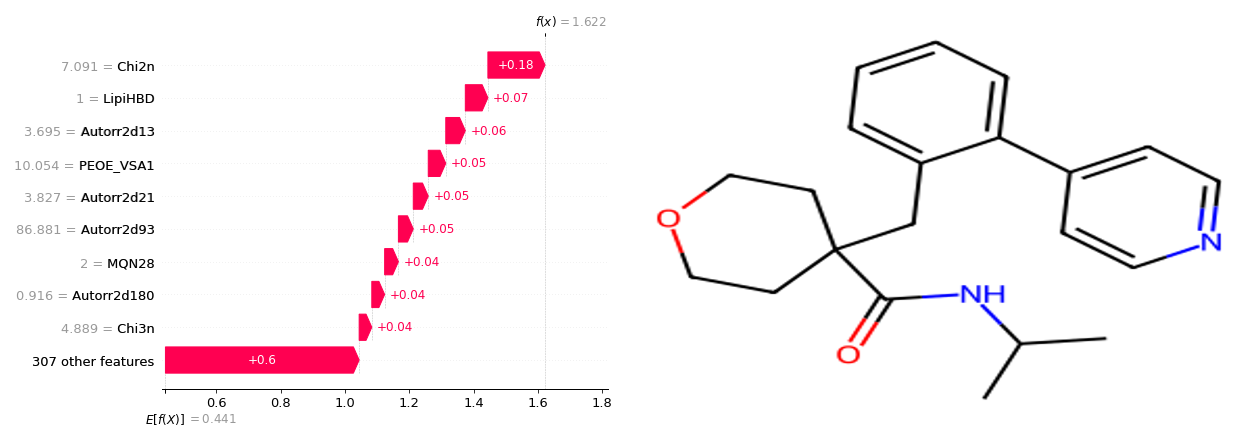 f(x) = 1.622
7.091 = Chi2n
+0.18
1 = LipiHBD
+0.07
3.695 = Autorr2d13
+0.06
10.054 = PEOE_VSA1
+0.05
3.827 = Autorr2d21
+0.05
86.881 = Autorr2d93
+0.05
2 = MQN28
+0.04
0.916 = Autorr2d180
+0.04
4.889 = Chi3n
+0.04
307 other features
+0.6
0.6 0.8 1.0 1.2 1.4 1.6 1.8
E[f(X)] = 0.441
O
N
NH
O